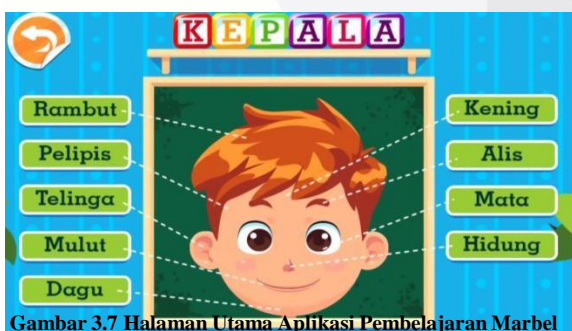 KEPALA
Rambut
Pelipis
Telinga
Mulut
Dagu
Kening
Alis
Mata
Hidung
Gambar 3.7 Halaman Utama Aplikasi Pembelajaran Marbel